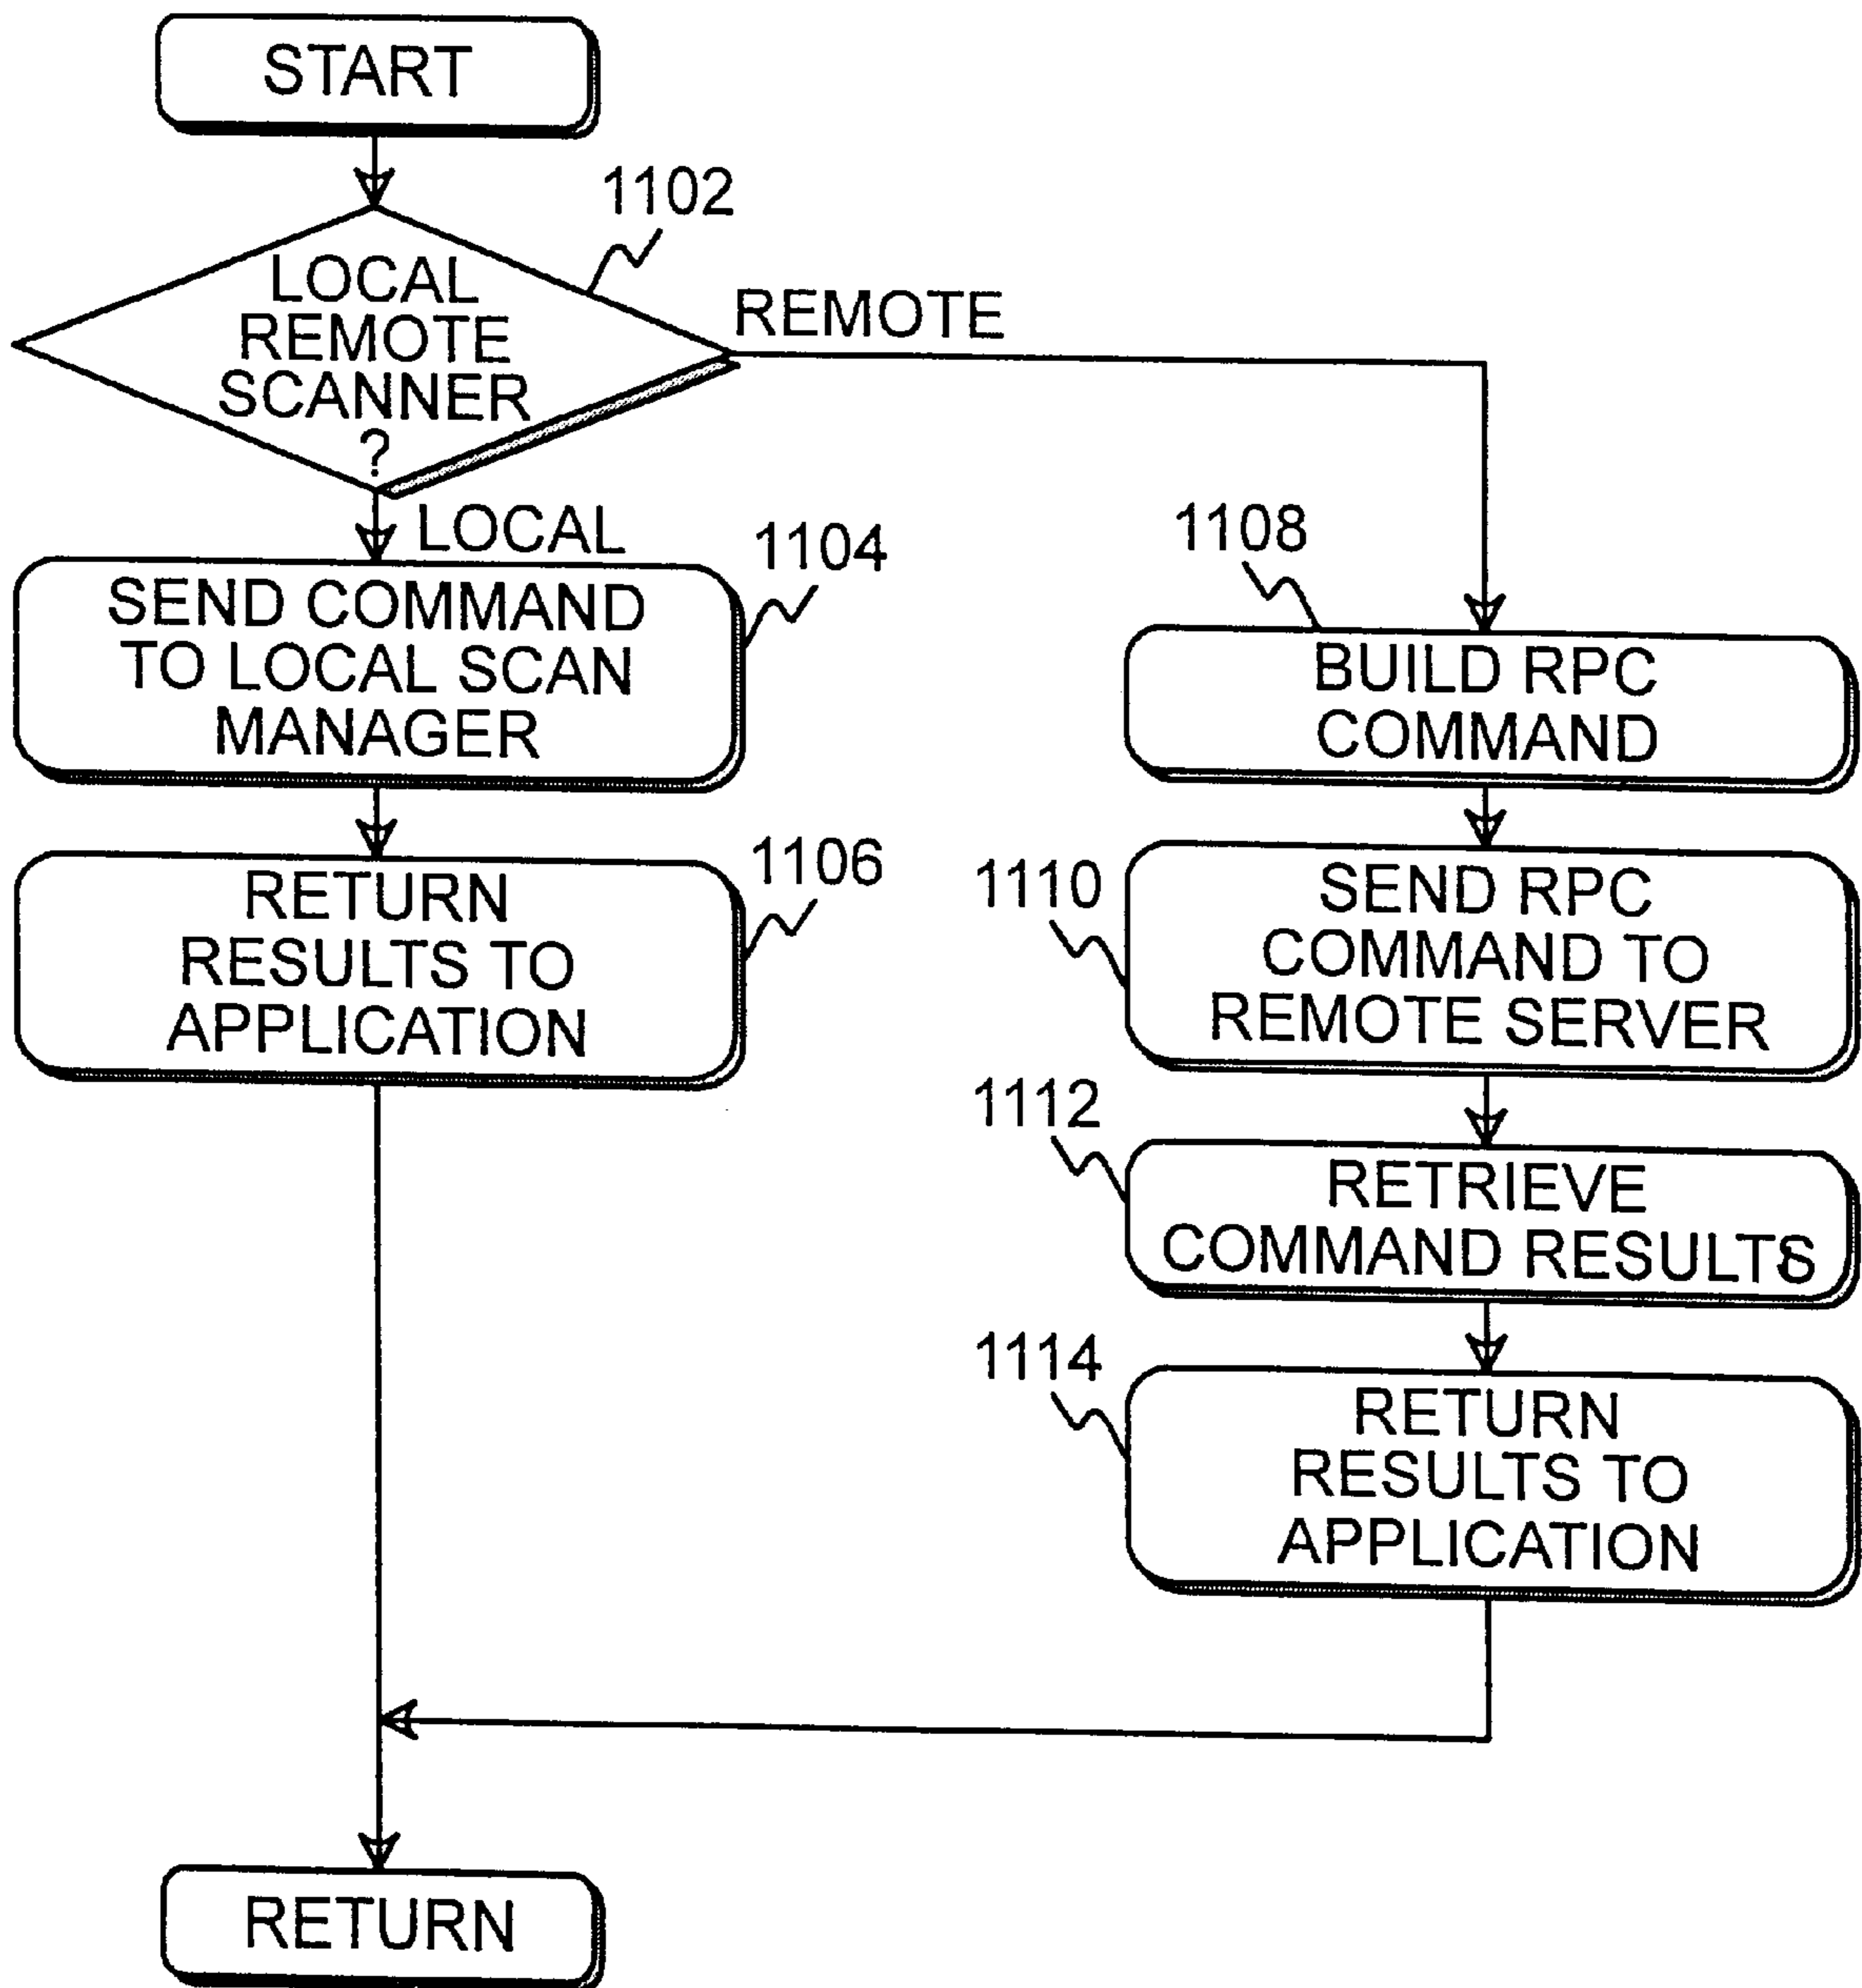 START
1102
LOCAL
REMOTE
SCANNER
?
REMOTE
LOCAL
1104
SEND COMMAND
TO LOCAL SCAN
MANAGER
1106
RETURN
RESULTS TO
APPLICATION
1108
BUILD RPC
COMMAND
1110
SEND RPC
COMMAND TO
REMOTE SERVER
1112
RETRIEVE
COMMAND RESULTS
1114
RETURN
RESULTS TO
APPLICATION
RETURN